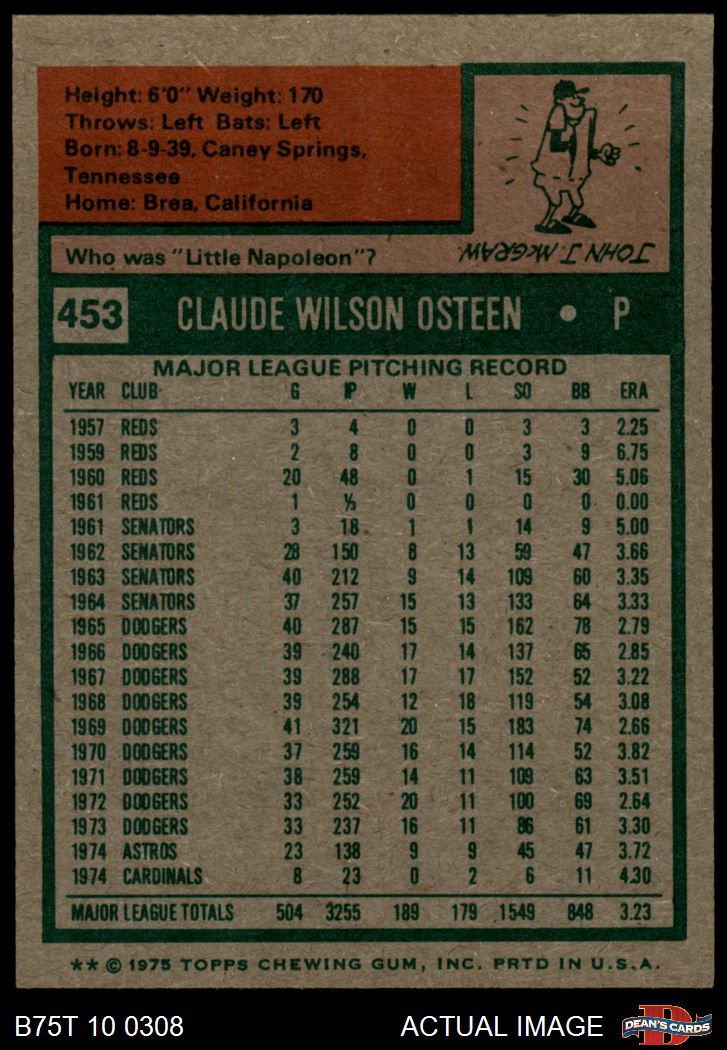 Height: 6'0" Weight: 170
Throws: Left Bats: Left
Born: 8-9-39, Caney Springs,
Tennessee
Home: Brea, California
Who was "Little Napoleon"?
JOHN J. McGRAW.
453 CLAUDE WILSON OSTEEN • P
MAJOR LEAGUE PITCHING RECORD
YEAR CLUB G IP W L SO BB ERA
1957 REDS 3 4 0 0 3 3 2.25
1959 REDS 2 8 0 0 3 9 6.75
1960 REDS 20 48 0 1 15 30 5.06
1961 REDS 1 ⅓ 0 0 0 0 0.00
1961 SENATORS 3 18 1 1 14 9 5.00
1962 SENATORS 28 150 8 13 59 47 3.66
1963 SENATORS 40 212 9 14 109 60 3.35
1964 SENATORS 37 257 15 13 133 64 3.33
1965 DODGERS 40 287 15 15 162 78 2.79
1966 DODGERS 39 240 17 14 137 65 2.85
1967 DODGERS 39 288 17 17 152 52 3.22
1968 DODGERS 39 254 12 18 119 54 3.08
1969 DODGERS 41 321 20 15 183 74 2.66
1970 DODGERS 37 259 16 14 114 52 3.82
1971 DODGERS 38 259 14 11 109 63 3.51
1972 DODGERS 33 252 20 11 100 69 2.64
1973 DODGERS 33 237 16 11 86 61 3.30
1974 ASTROS 23 138 9 9 45 47 3.72
1974 CARDINALS 8 23 0 2 6 11 4.30
MAJOR LEAGUE TOTALS 504 3255 189 179 1549 848 3.23
** © 1975 TOPPS CHEWING GUM, INC. PRTD IN U.S.A.
B75T 10 0308 ACTUAL IMAGE D DEAN'S CARDS